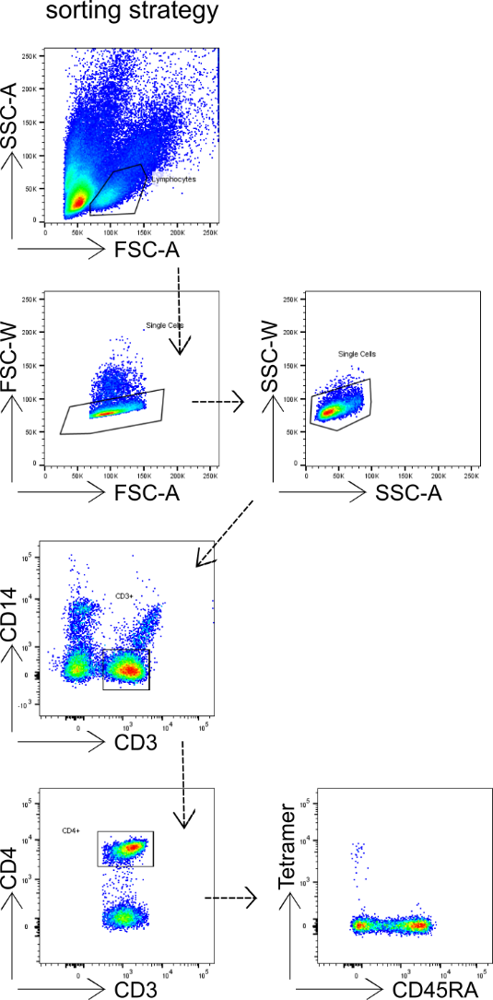 sorting strategy
SSC-A
250K
200K
150K
100K
50K
0
Lymphocytes
0 50K 100K 150K 200K 250K
FSC-A
FSC-W
250K
200K
150K
100K
50K
0
Single Cells
0 50K 100K 150K 200K 250K
FSC-A
SSC-W
250K
200K
150K
100K
50K
0
Single Cells
0 50K 100K 150K 200K 250K
SSC-A
CD14
10^5
10^4
10^3
0
-10^3
CD3+
0 10^3 10^4 10^5
CD3
CD4
10^5
10^4
10^3
0
CD4+
0 10^3 10^4 10^5
CD3
Tetramer
10^5
10^4
10^3
0
0 10^3 10^4 10^5
CD45RA